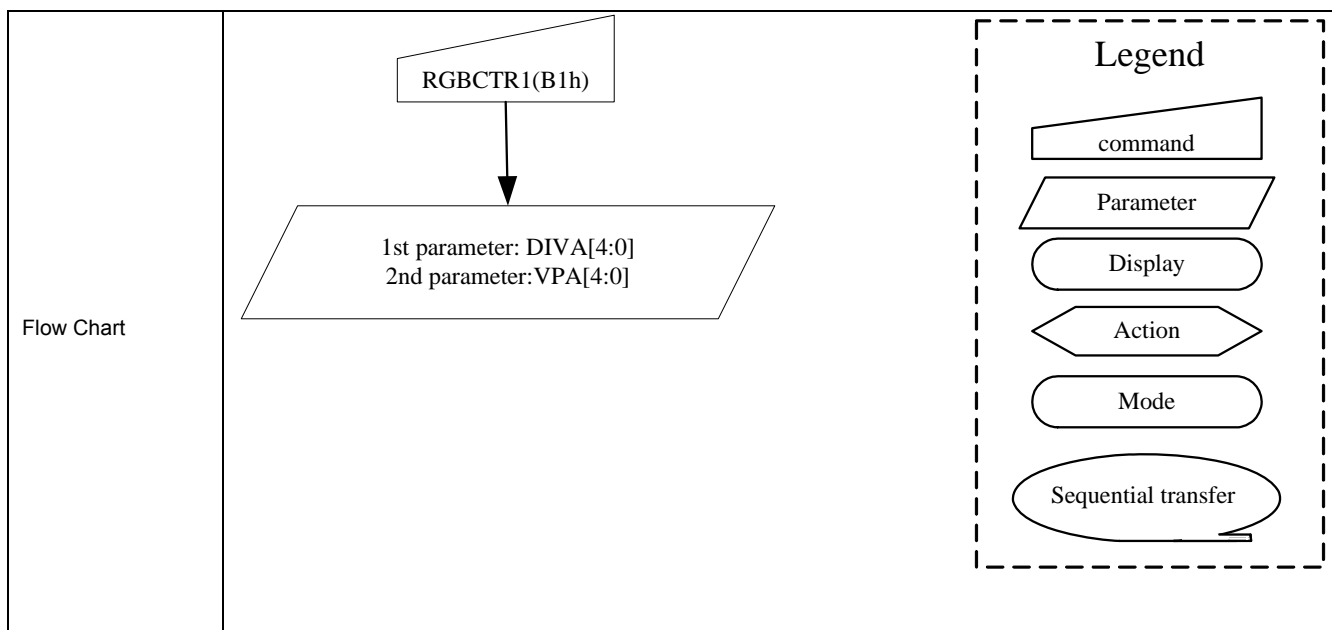 Flow Chart
RGBCTR1(B1h)
1st parameter: DIVA[4:0]
2nd parameter:VPA[4:0]
Legend
command
Parameter
Display
Action
Mode
Sequential transfer